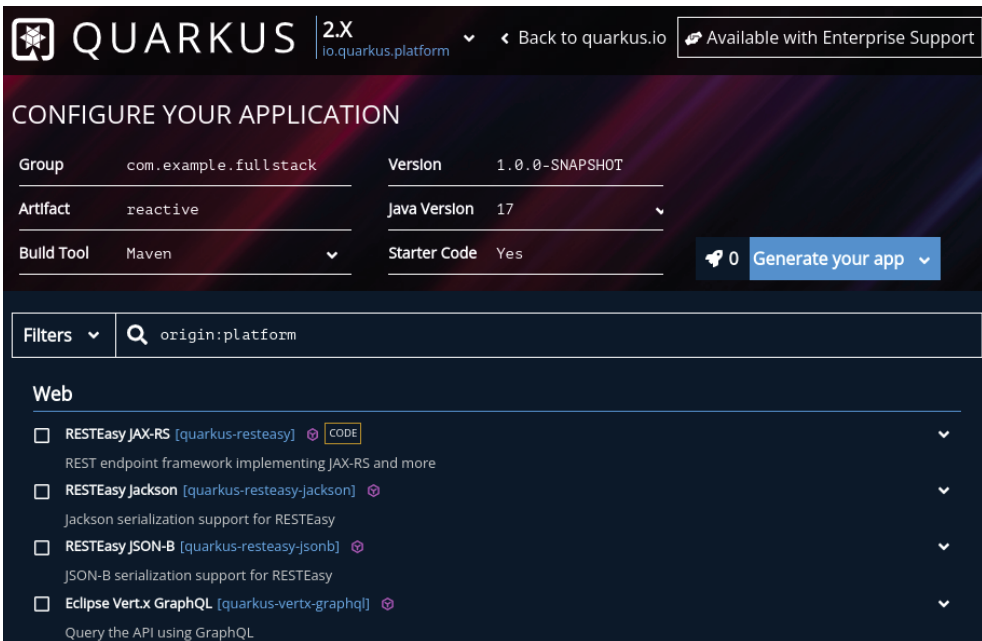 QUARKUS 2.X io.quarkus.platform Back to quarkus.io Available with Enterprise Support
CONFIGURE YOUR APPLICATION
Group com.example.fullstack Version 1.0.0-SNAPSHOT
Artifact reactive Java Version 17
Build Tool Maven Starter Code Yes
0 Generate your app
Filters origin:platform
Web
RESTEasy JAX-RS [quarkus-resteasy] CODE
REST endpoint framework implementing JAX-RS and more
RESTEasy Jackson [quarkus-resteasy-jackson]
Jackson serialization support for RESTEasy
RESTEasy JSON-B [quarkus-resteasy-jsonb]
JSON-B serialization support for RESTEasy
Eclipse Vert.x GraphQL [quarkus-vertx-graphql]
Query the API using GraphQL